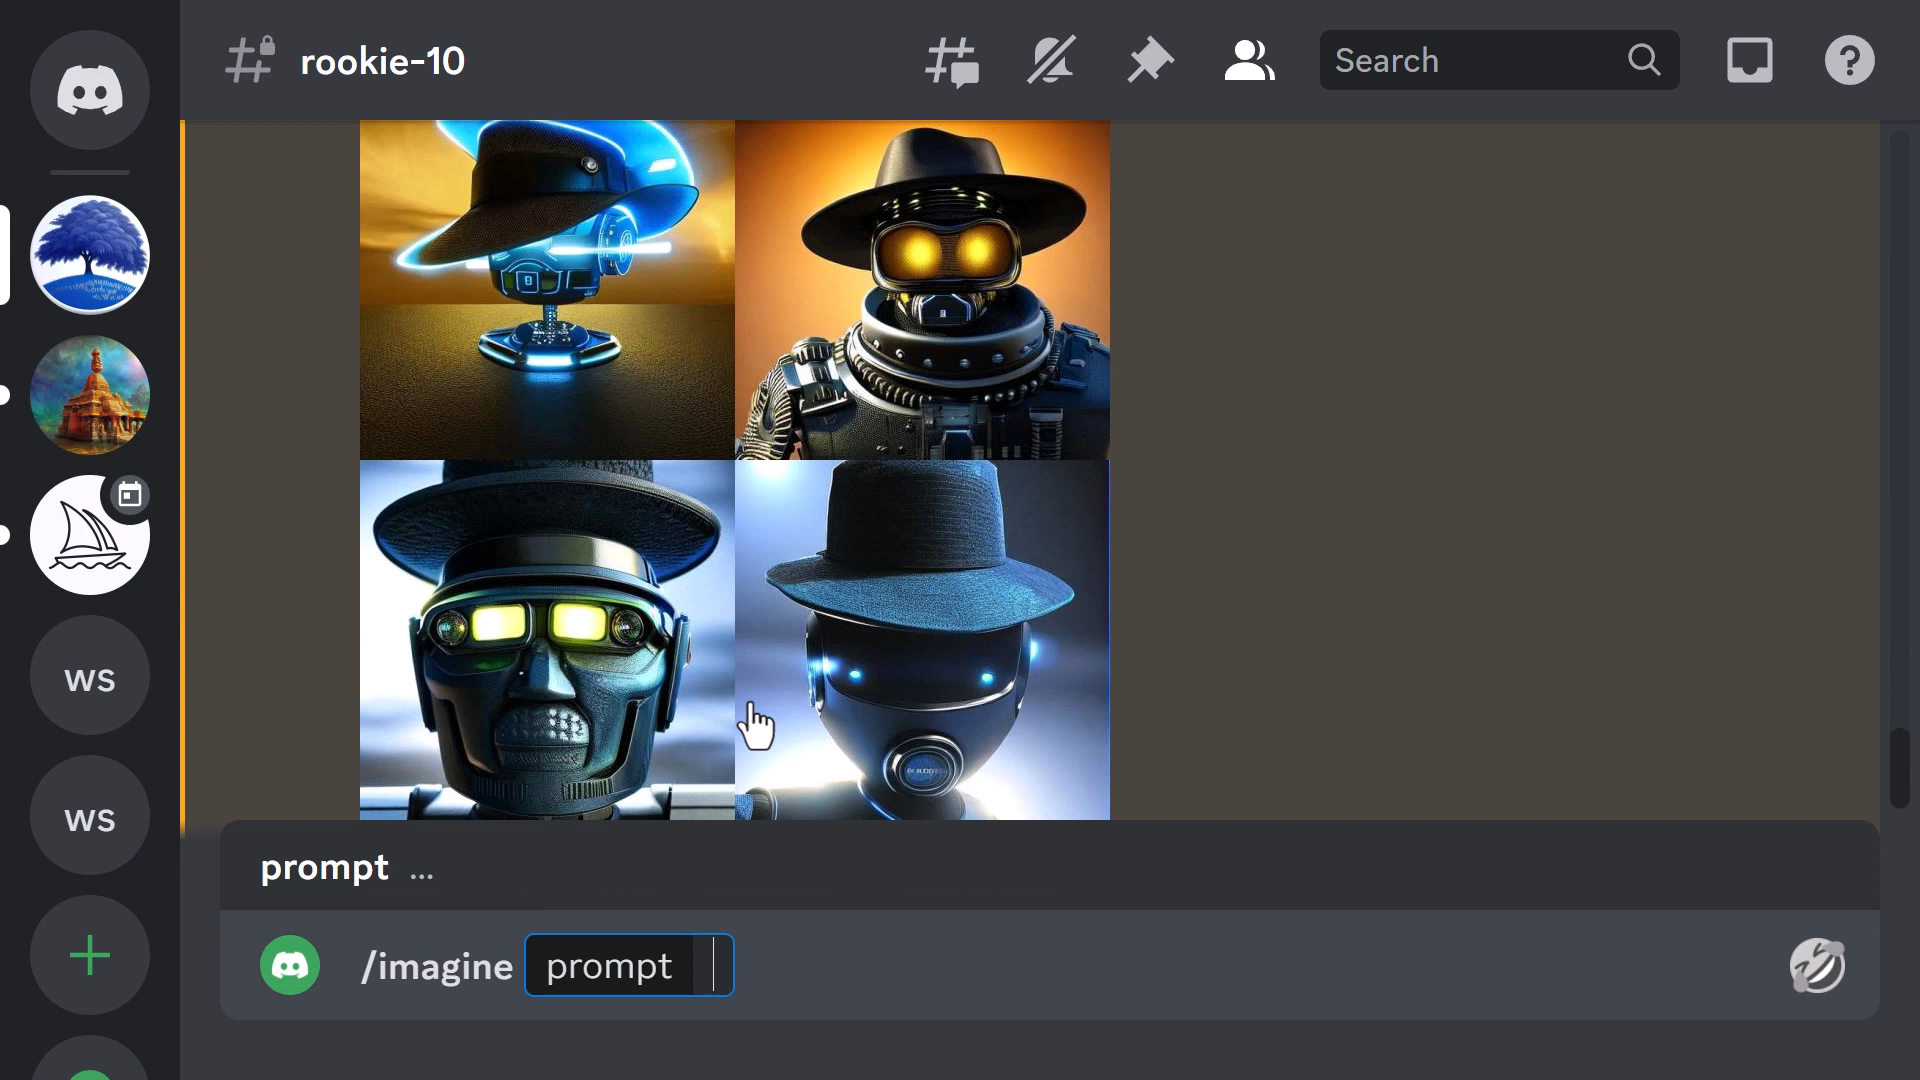 rookie-10
Search
ws
ws
prompt ...
/imagine prompt